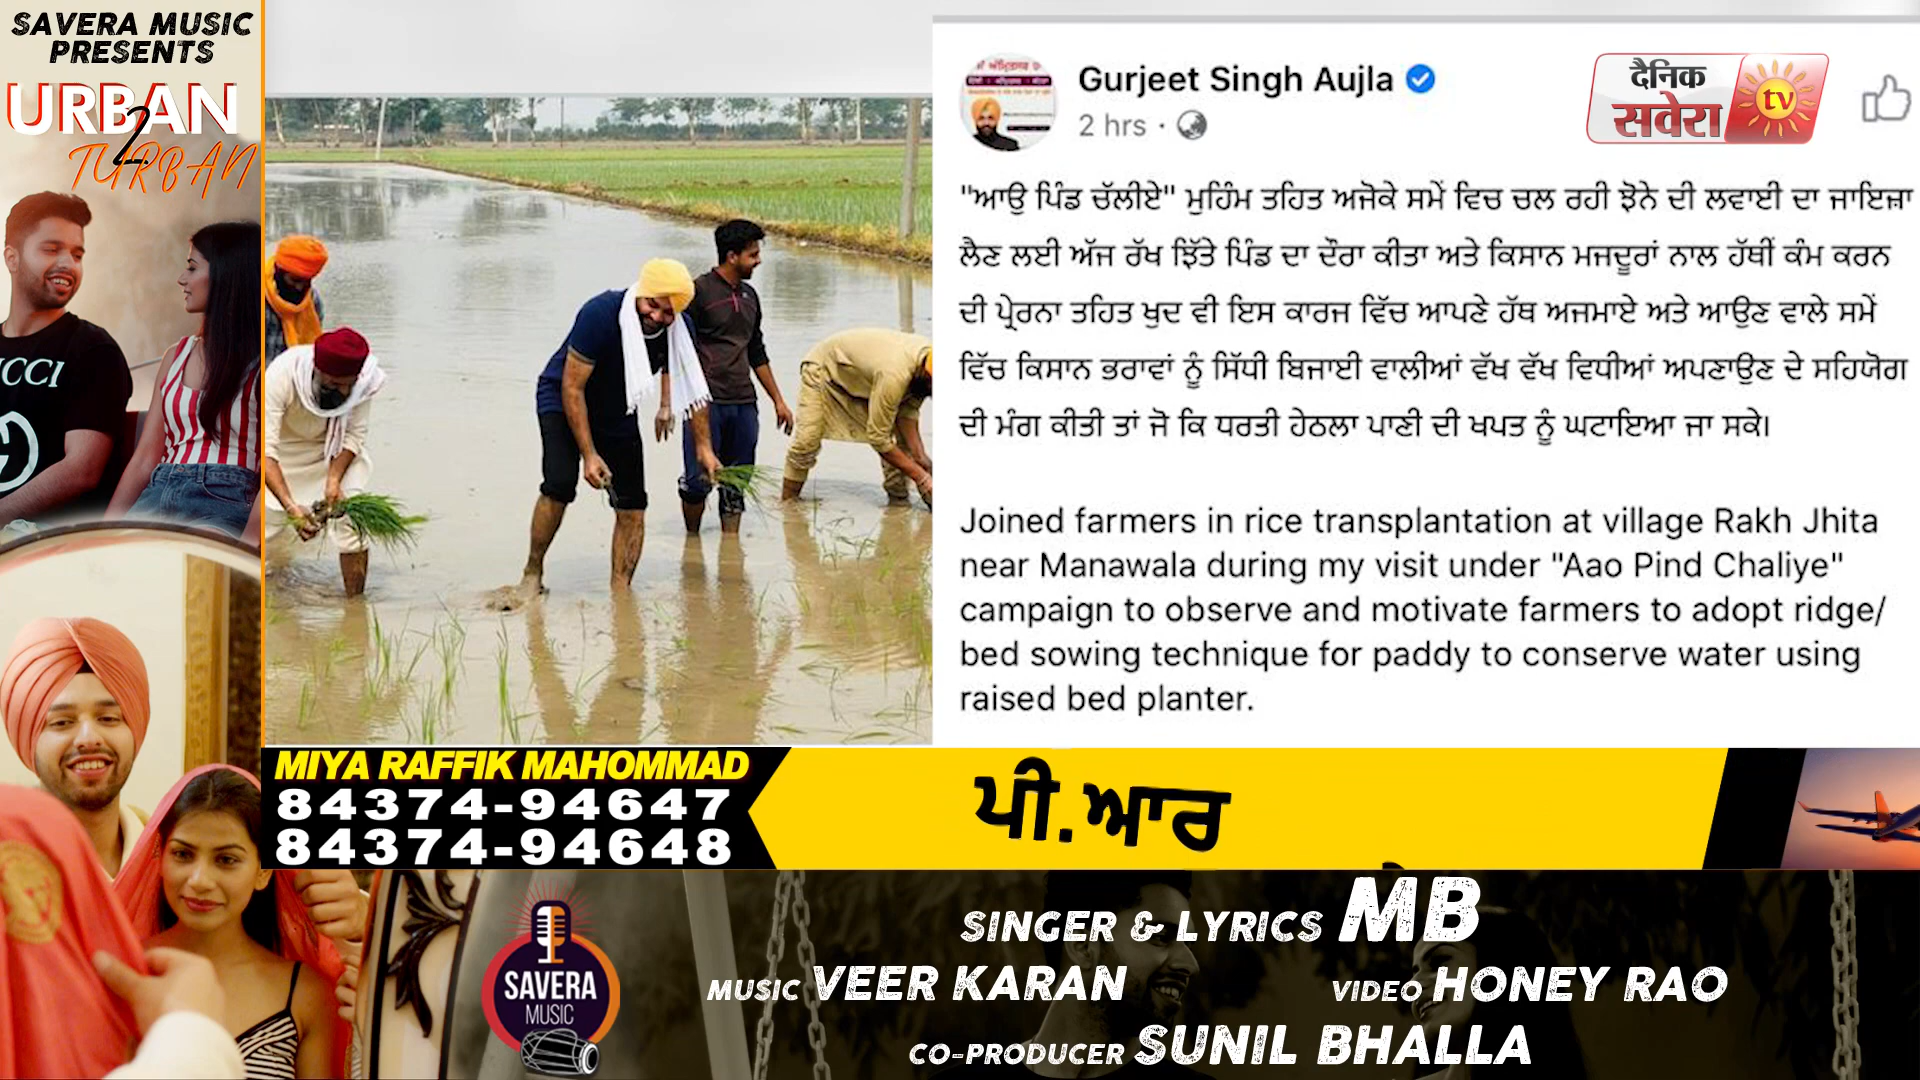 SAVERA MUSIC
PRESENTS
URBAN
2
TURBAN
CCI
Gurjeet Singh Aujla
2 hrs ·
दैनिक
सवेरा
tv
"ਆਉ ਪਿੰਡ ਚੱਲੀਏ" ਮੁਹਿੰਮ ਤਹਿਤ ਅਜੋਕੇ ਸਮੇਂ ਵਿਚ ਚਲ ਰਹੀ ਝੋਨੇ ਦੀ ਲਵਾਈ ਦਾ ਜਾਇਜ਼ਾ
ਲੈਣ ਲਈ ਅੱਜ ਰੱਖ ਝਿੱਤੇ ਪਿੰਡ ਦਾ ਦੌਰਾ ਕੀਤਾ ਅਤੇ ਕਿਸਾਨ ਮਜਦੂਰਾਂ ਨਾਲ ਹੱਥੀਂ ਕੰਮ ਕਰਨ
ਦੀ ਪ੍ਰੇਰਨਾ ਤਹਿਤ ਖੁਦ ਵੀ ਇਸ ਕਾਰਜ ਵਿੱਚ ਆਪਣੇ ਹੱਥ ਅਜਮਾਏ ਅਤੇ ਆਉਣ ਵਾਲੇ ਸਮੇਂ
ਵਿੱਚ ਕਿਸਾਨ ਭਰਾਵਾਂ ਨੂੰ ਸਿੱਧੀ ਬਿਜਾਈ ਵਾਲੀਆਂ ਵੱਖ ਵੱਖ ਵਿਧੀਆਂ ਅਪਣਾਉਣ ਦੇ ਸਹਿਯੋਗ
ਦੀ ਮੰਗ ਕੀਤੀ ਤਾਂ ਜੋ ਕਿ ਧਰਤੀ ਹੇਠਲਾ ਪਾਣੀ ਦੀ ਖਪਤ ਨੂੰ ਘਟਾਇਆ ਜਾ ਸਕੇ।
Joined farmers in rice transplantation at village Rakh Jhita
near Manawala during my visit under "Aao Pind Chaliye"
campaign to observe and motivate farmers to adopt ridge/
bed sowing technique for paddy to conserve water using
raised bed planter.
MIYA RAFFIK MAHOMMAD
84374-94647
84374-94648
ਪੀ.ਆਰ
SAVERA
MUSIC
SINGER & LYRICS MB
MUSIC VEER KARAN
VIDEO HONEY RAO
CO-PRODUCER SUNIL BHALLA